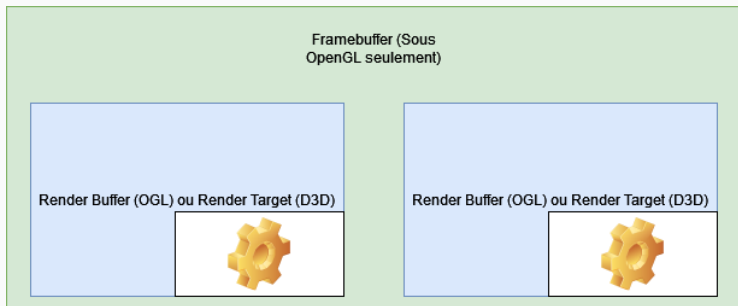 Framebuffer (Sous
OpenGL seulement)
Render Buffer (OGL) ou Render Target (D3D)
Render Buffer (OGL) ou Render Target (D3D)